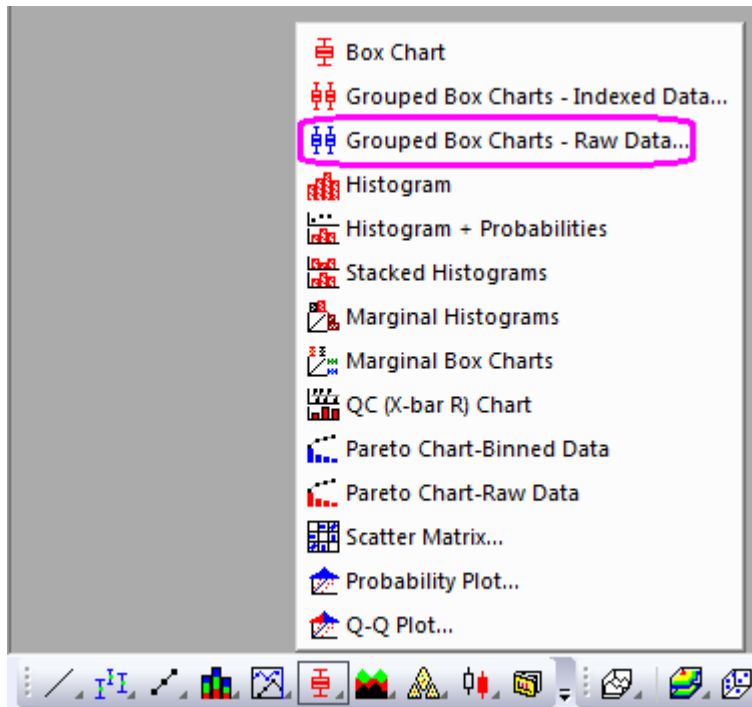 Box Chart
Grouped Box Charts - Indexed Data...
Grouped Box Charts - Raw Data...
Histogram
Histogram + Probabilities
Stacked Histograms
Marginal Histograms
Marginal Box Charts
QC (X-bar R) Chart
Pareto Chart-Binned Data
Pareto Chart-Raw Data
Scatter Matrix...
Probability Plot...
Q-Q Plot...